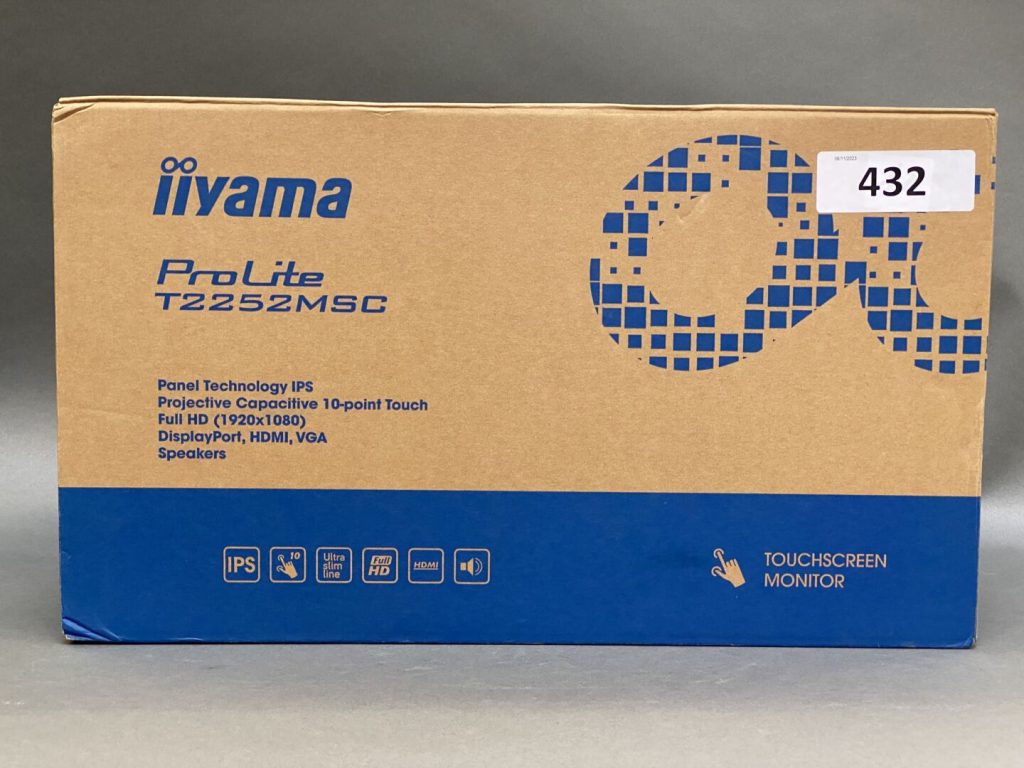 iiyama
ProLite
T2252MSC
Panel Technology IPS
Projective Capacitive 10-point Touch
Full HD (1920x1080)
DisplayPort, HDMI, VGA
Speakers
432
IPS
10
Ultra
slim
line
Full
HD
HDMI
TOUCHSCREEN
MONITOR